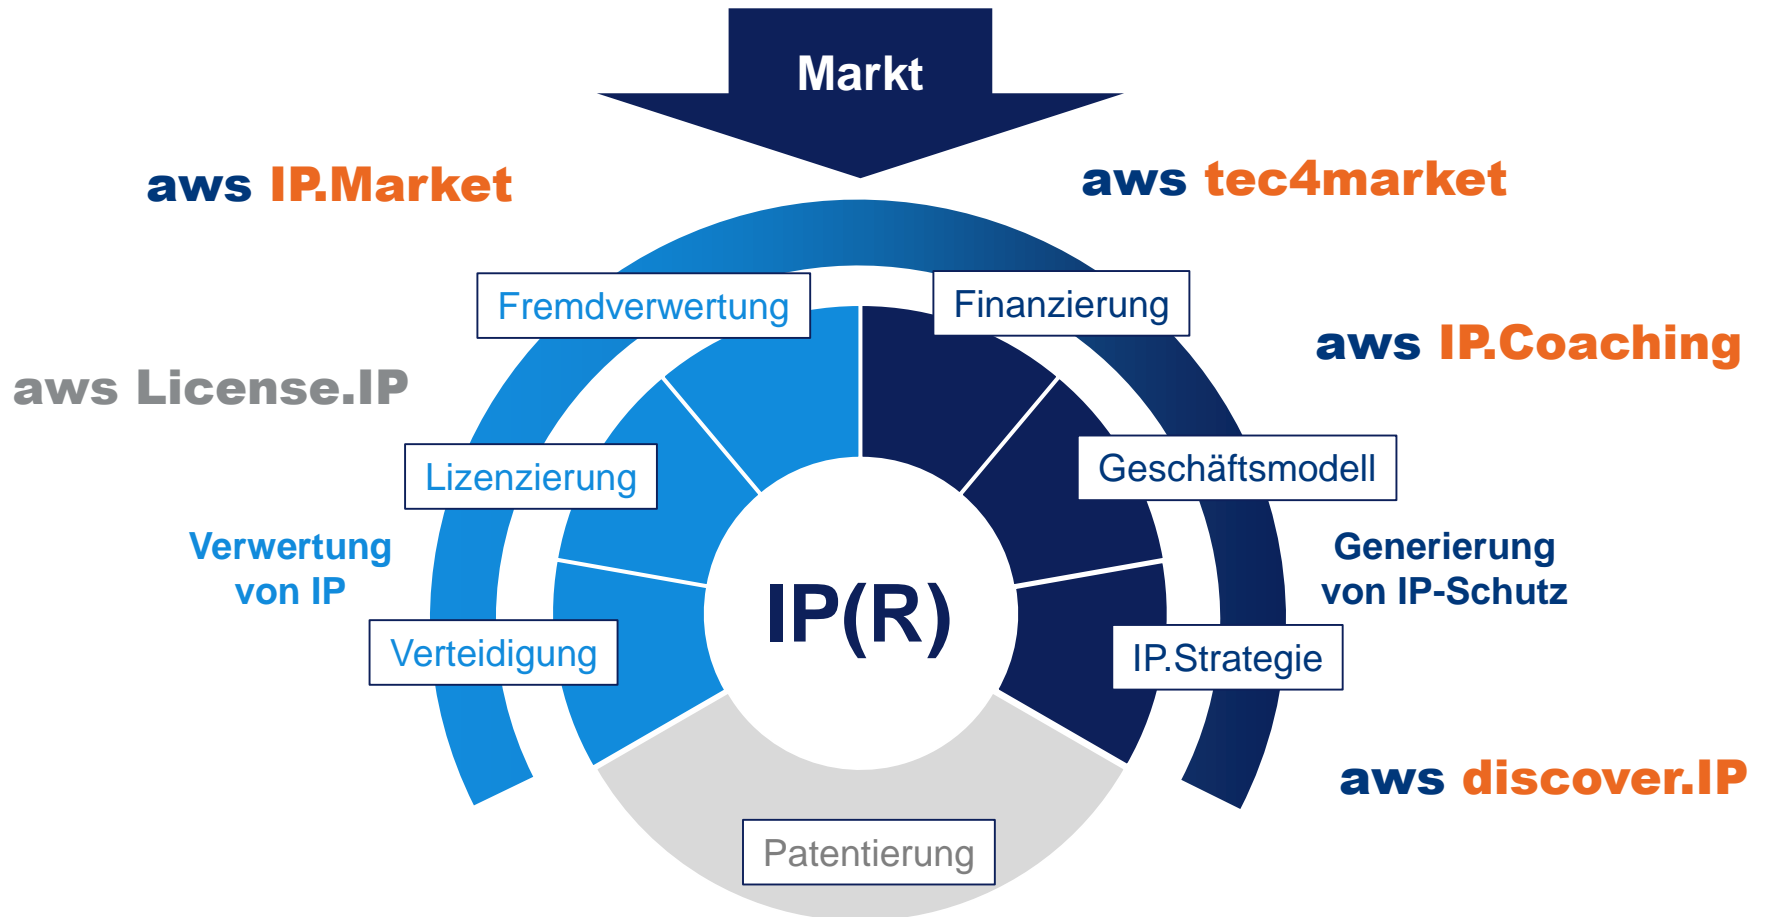 Markt
aws IP.Market
aws tec4market
Fremdverwertung
Finanzierung
aws IP.Coaching
aws License.IP
Lizenzierung
Geschäftsmodell
Verwertung
von IP
Generierung
von IP-Schutz
IP(R)
Verteidigung
IP.Strategie
aws discover.IP
Patentierung